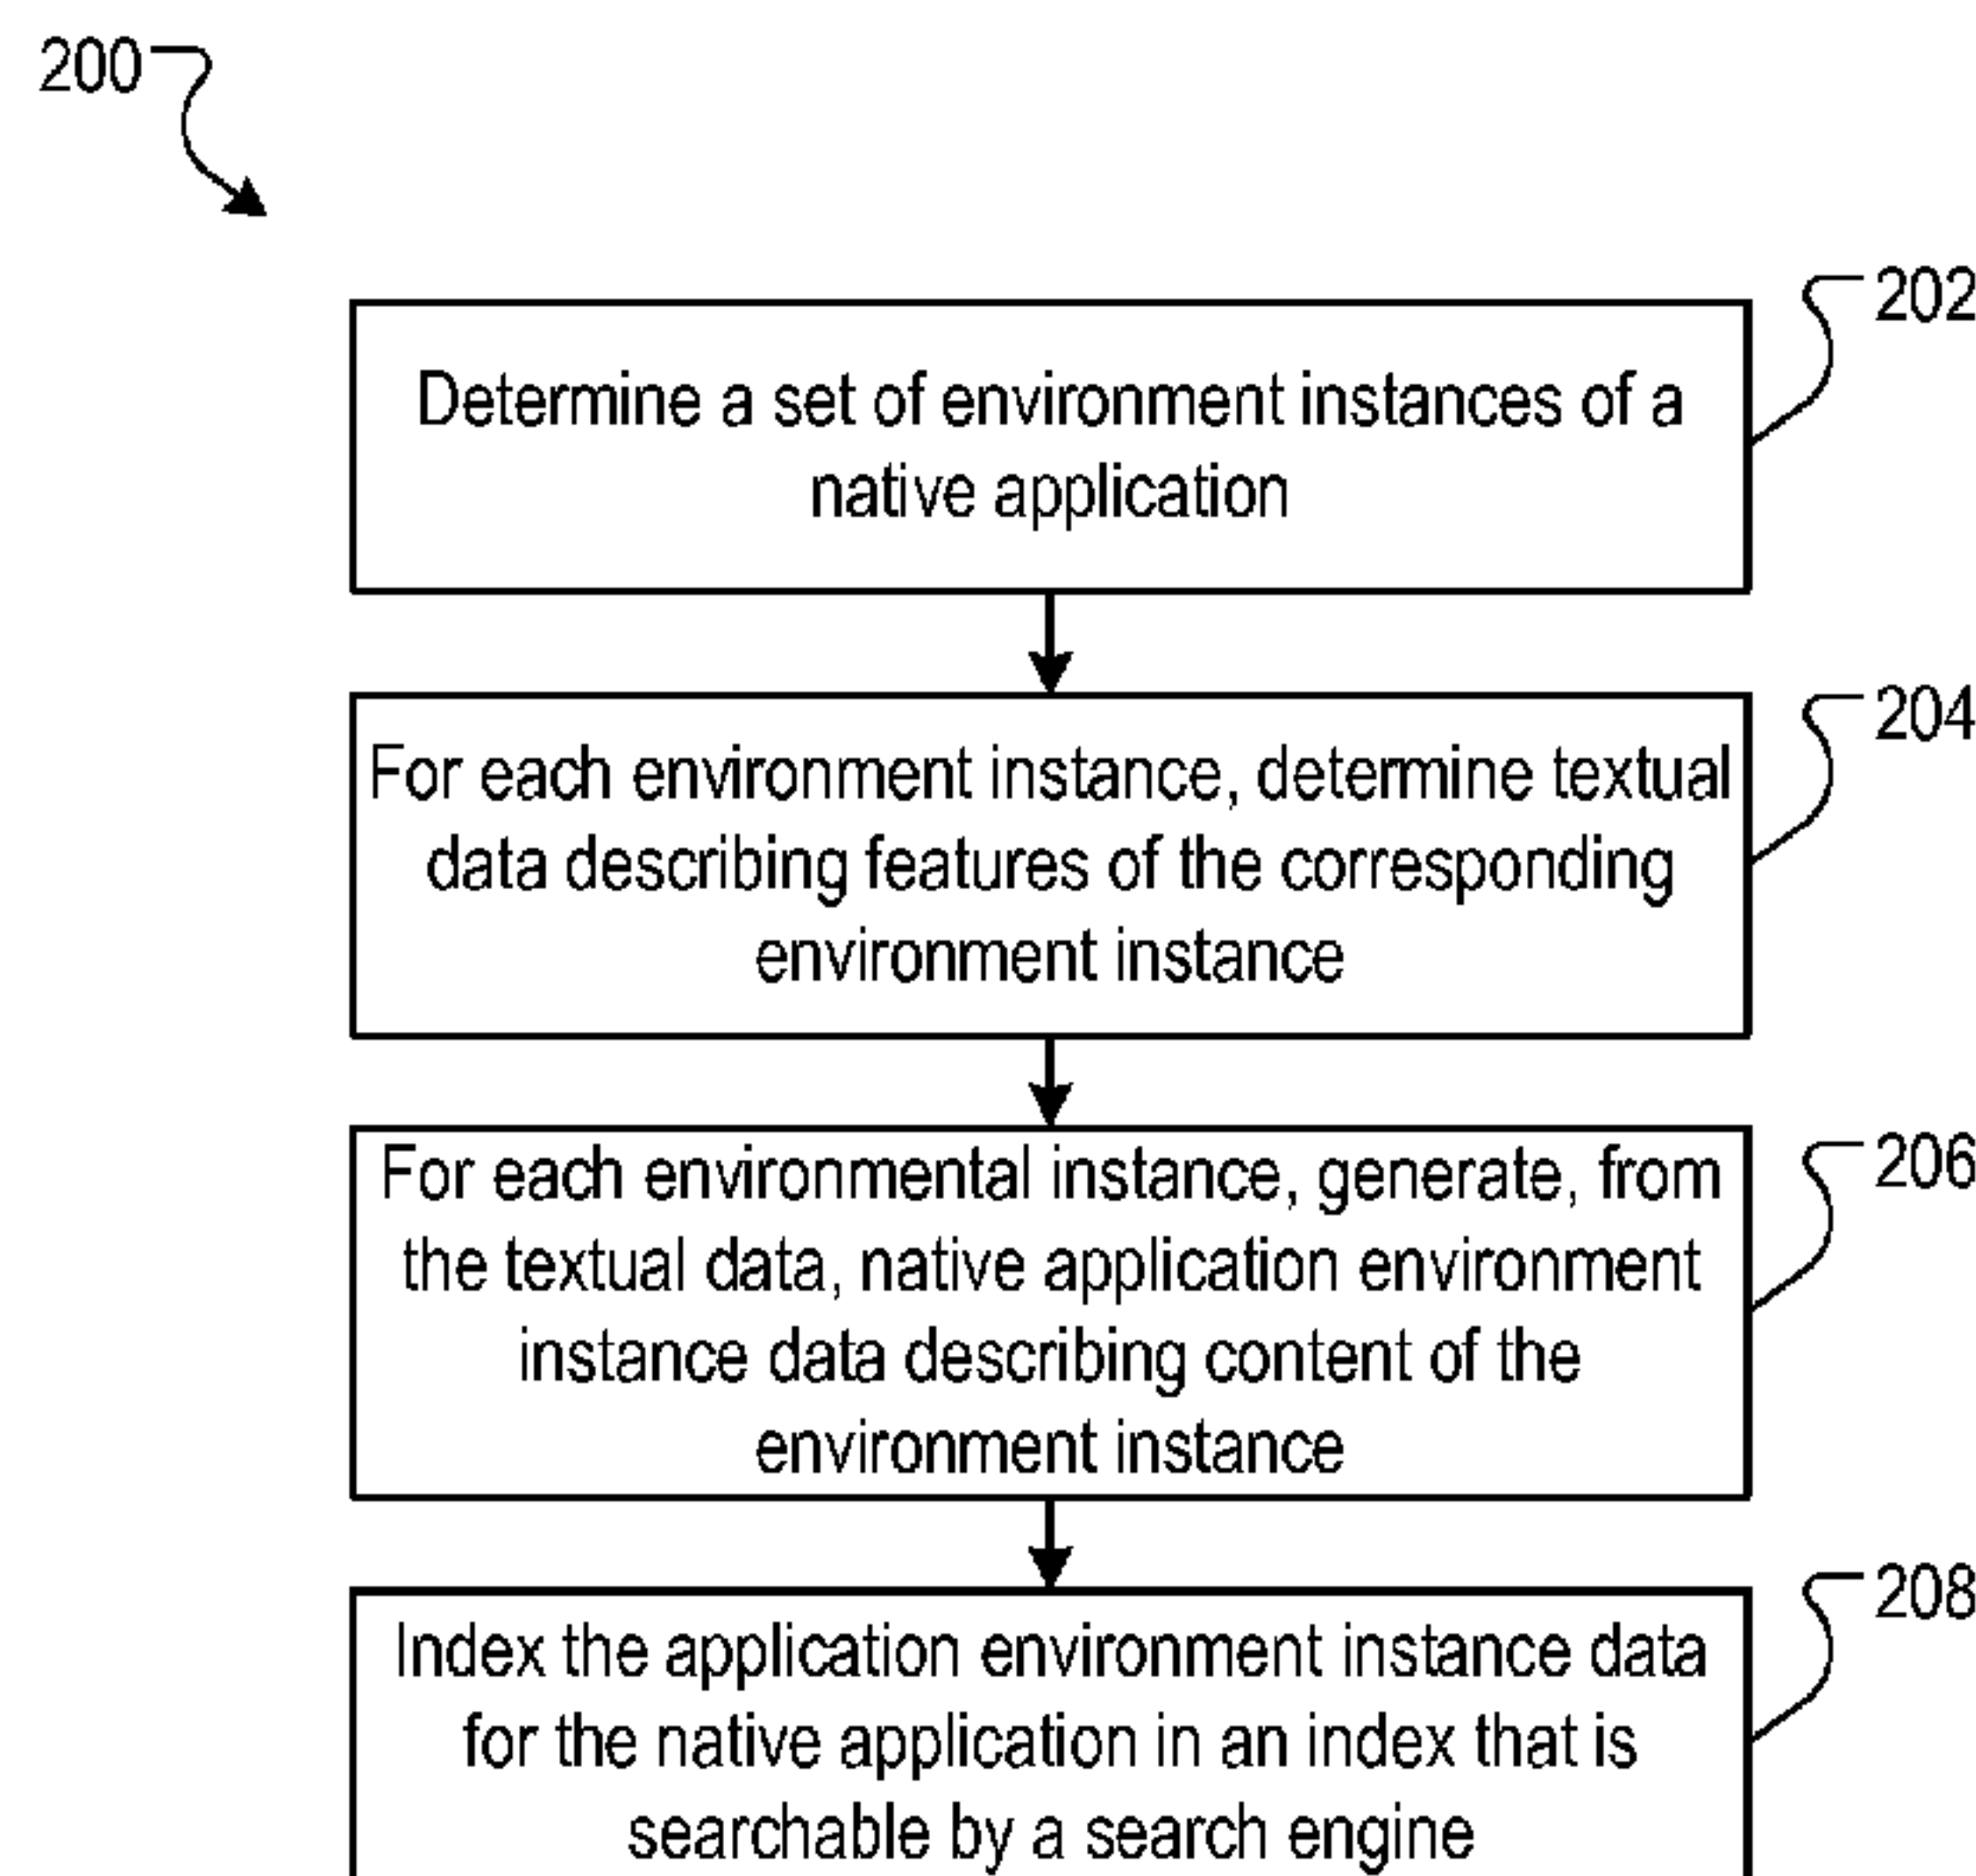 200
202
Determine a set of environment instances of a
native application
204
For each environment instance, determine textual
data describing features of the corresponding
environment instance
206
For each environmental instance, generate, from
the textual data, native application environment
instance data describing content of the
environment instance
208
Index the application environment instance data
for the native application in an index that is
searchable by a search engine